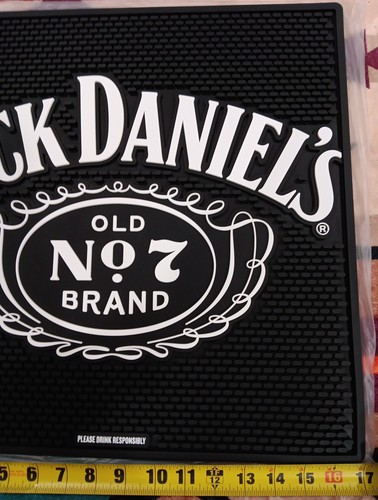 CK DANIEL'S
®
OLD
No 7
BRAND
PLEASE DRINK RESPONSIBLY
5 6 7 8 9 10 11 1F 12 13 14 15 16 17